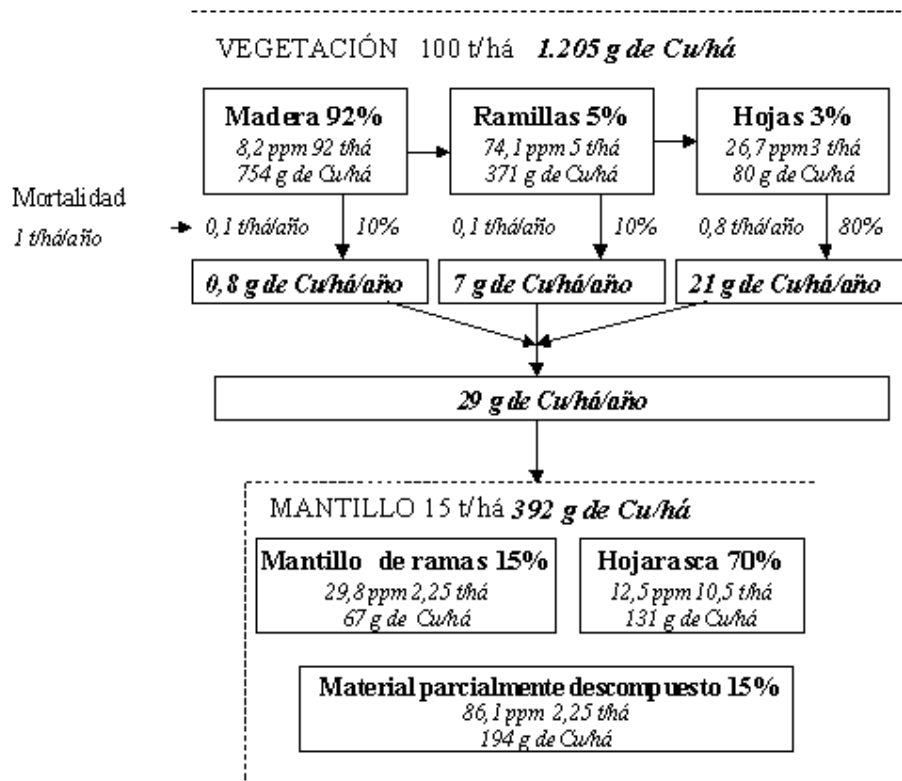 VEGETACIÓN 100 t/há 1.205 g de Cu/há
Madera 92%
8,2 ppm 92 t/há
754 g de Cu/há
Ramillas 5%
74,1 ppm 5 t/há
371 g de Cu/há
Hojas 3%
26,7 ppm 3 t/há
80 g de Cu/há
Mortalidad
1 t/há/año
0,1 t/há/año 10%
0,1 t/há/año 10%
0,8 t/há/año 80%
0,8 g de Cu/há/año
7 g de Cu/há/año
21 g de Cu/há/año
29 g de Cu/há/año
MANTILLO 15 t/há 392 g de Cu/há
Mantillo de ramas 15%
29,8 ppm 2,25 t/há
67 g de Cu/há
Hojarasca 70%
12,5 ppm 10,5 t/há
131 g de Cu/há
Material parcialmente descompuesto 15%
86,1 ppm 2,25 t/há
194 g de Cu/há